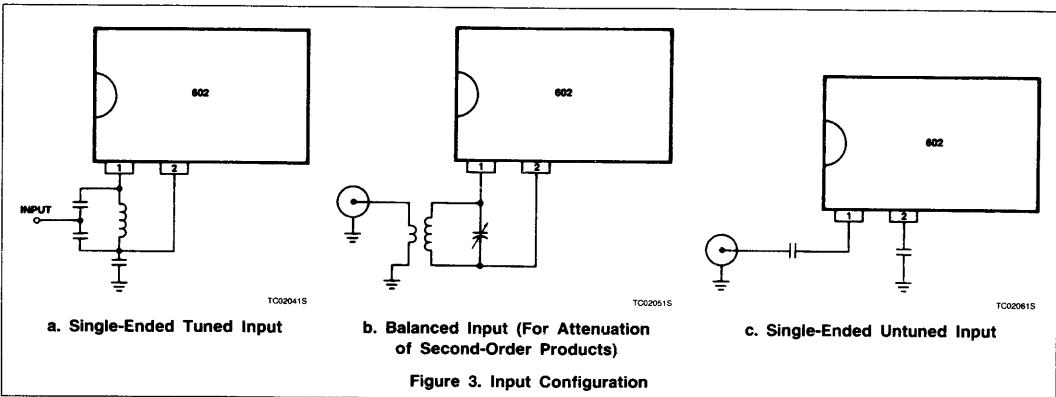 602
1
2
INPUT
TC02041S
a. Single-Ended Tuned Input
602
1
2
TC02051S
b. Balanced Input (For Attenuation
of Second-Order Products)
602
1
2
TC02061S
c. Single-Ended Untuned Input
Figure 3. Input Configuration